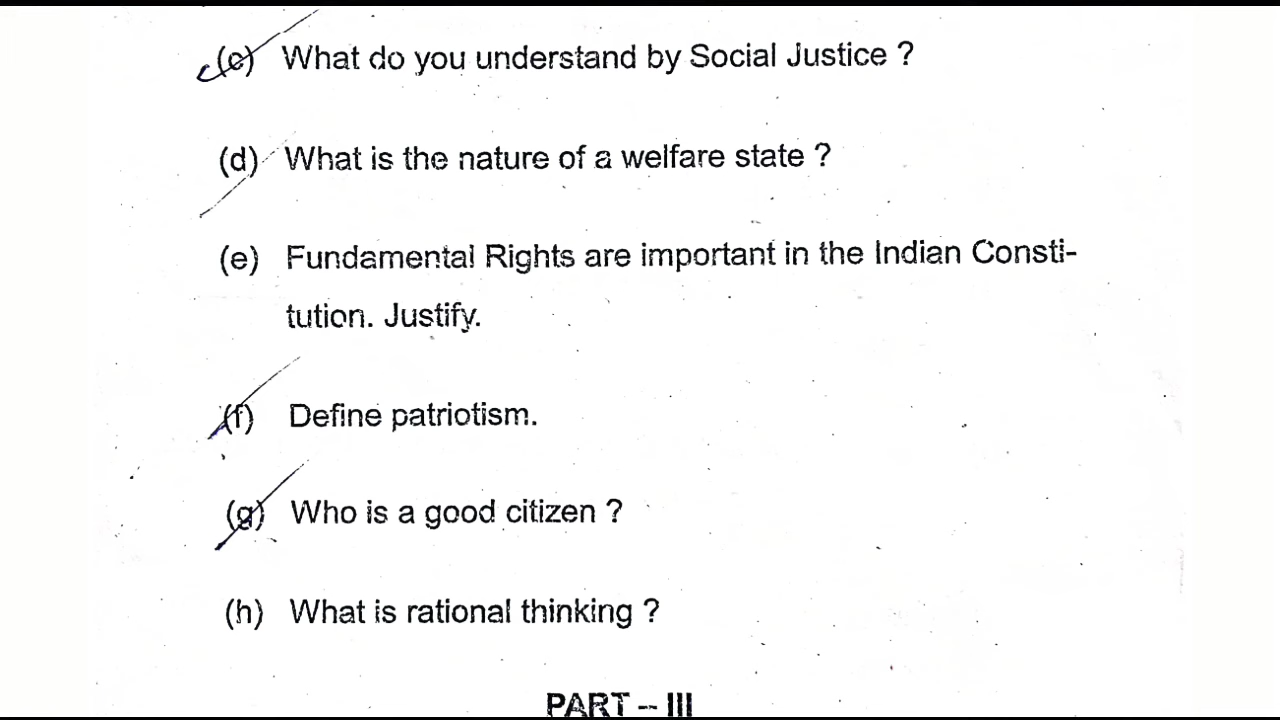 (c) What do you understand by Social Justice ?
(d) What is the nature of a welfare state ?
(e) Fundamental Rights are important in the Indian Consti-
tution. Justify.
(f) Define patriotism.
(g) Who is a good citizen ?
(h) What is rational thinking ?
PART -- III